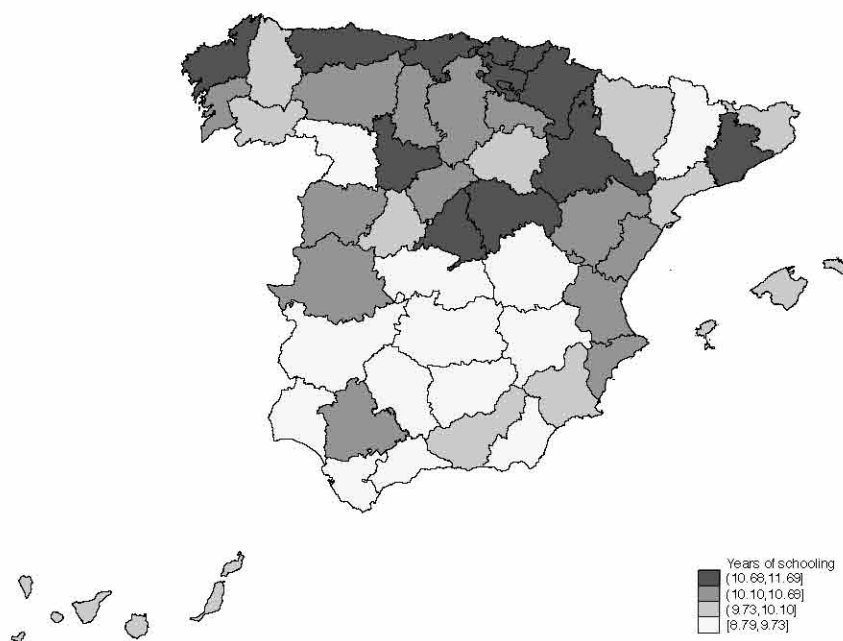 Years of schooling
(10.68,11.69]
(10.10,10.68]
(9.73,10.10]
[8.79,9.73]